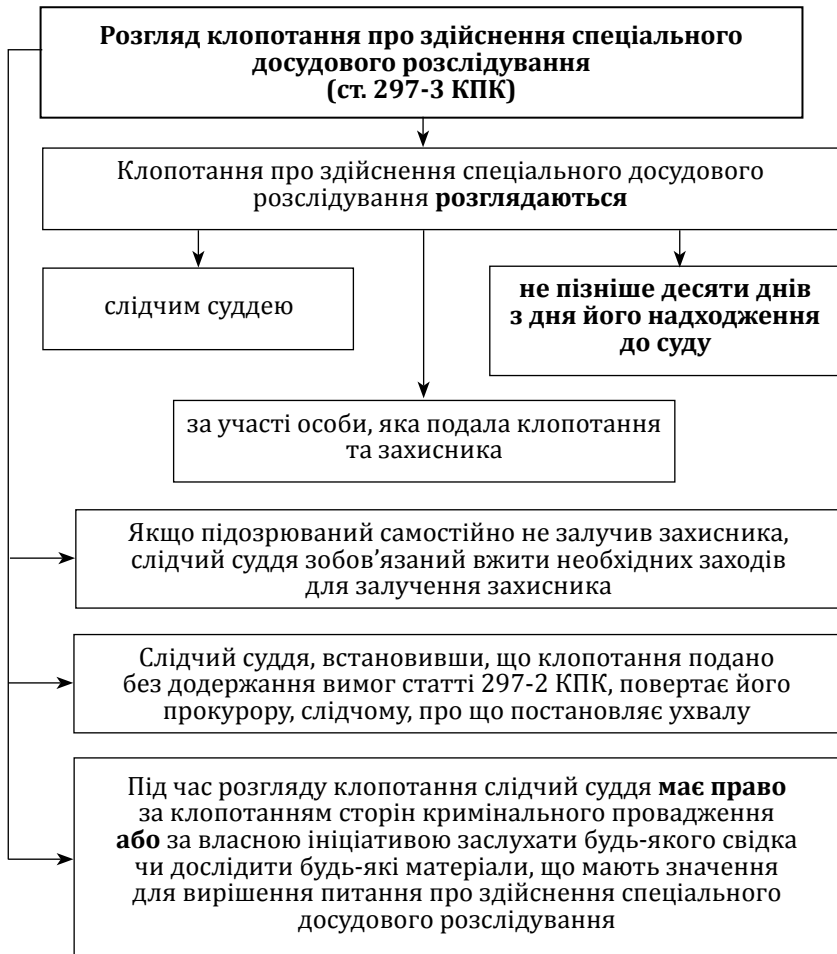 Розгляд клопотання про здійснення спеціального
досудового розслідування
(ст. 297-3 КПК)
Клопотання про здійснення спеціального досудового
розслідування розглядаються
слідчим суддею
не пізніше десяти днів
з дня його надходження
до суду
за участі особи, яка подала клопотання
та захисника
Якщо підозрюваний самостійно не залучив захисника,
слідчий суддя зобов’язаний вжити необхідних заходів
для залучення захисника
Слідчий суддя, встановивши, що клопотання подано
без додержання вимог статті 297-2 КПК, повертає його
прокурору, слідчому, про що постановляє ухвалу
Під час розгляду клопотання слідчий суддя має право
за клопотанням сторін кримінального провадження
або за власною ініціативою заслухати будь-якого свідка
чи дослідити будь-які матеріали, що мають значення
для вирішення питання про здійснення спеціального
досудового розслідування